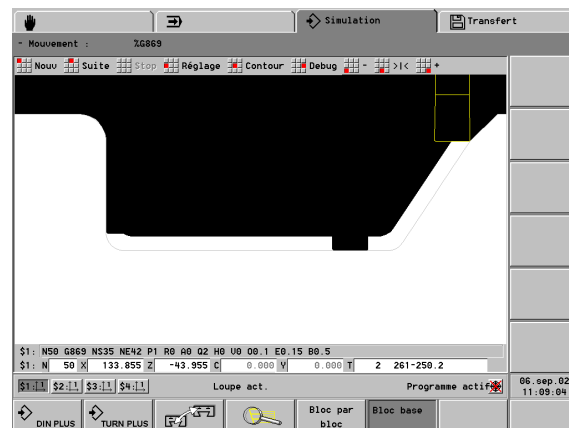 Simulation Transfert
- Mouvement : %G869
Nouv Suite Stop Réglage Contour Debug - >|< +
$1: N50 G869 NS35 NE42 P1 R0 A0 Q2 H0 V0 O0.1 E0.15 B0.5
$1: N 50 X 133.855 Z -43.955 C 0.000 Y 0.000 T 2 261-250.2
$1: $2: $3: $4: Loupe act. Programme actif 06.sep.02
11:09:04
DIN PLUS TURN PLUS Bloc par bloc Bloc base